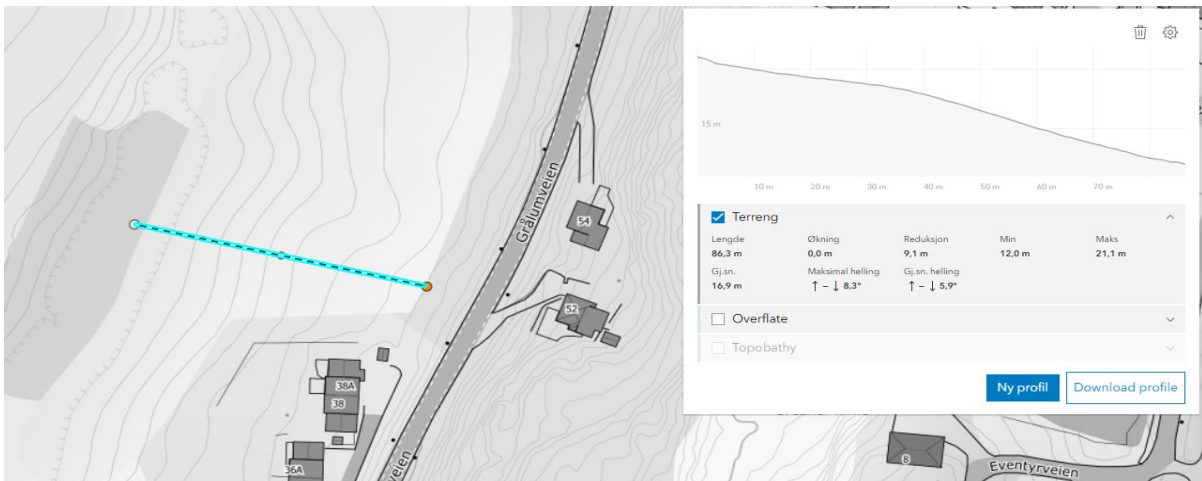 Grålumveien
54
52
38A
38
36A
veien
15 m
10 m
20 m
30 m
40 m
50 m
60 m
70 m
Terreng
Lengde
Økning
Reduksjon
Min
Maks
86,3 m
0,0 m
9,1 m
12,0 m
21,1 m
Gj.sn.
Maksimal helling
Gj.sn. helling
16,9 m
↑ – ↓ 8,3°
↑ – ↓ 5,9°
Overflate
Topobathy
Ny profil
Download profile
8
Eventyrveien